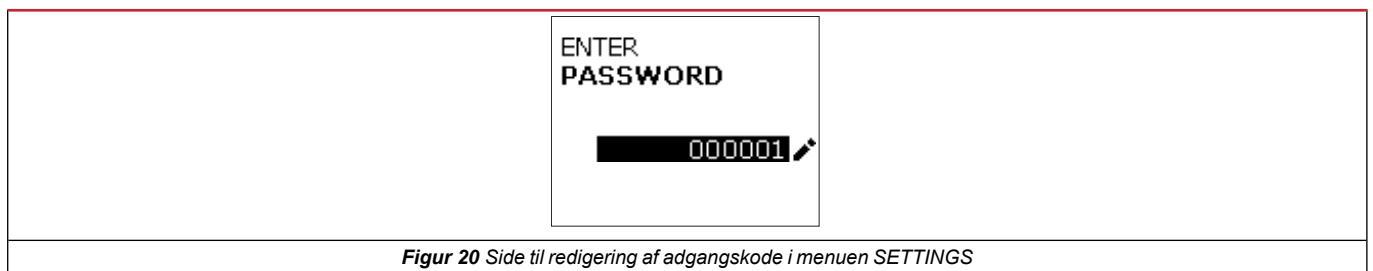 ENTER
PASSWORD
000001
Figur 20 Side til redigering af adgangskode i menuen SETTINGS